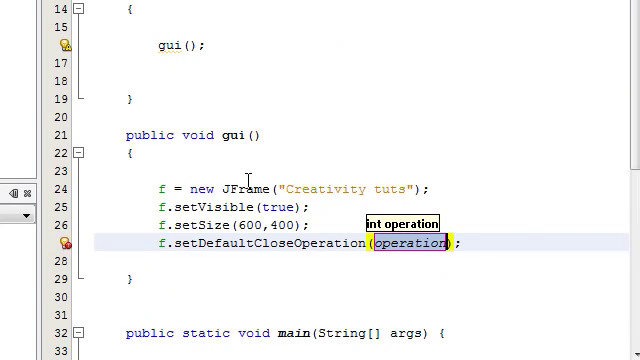 14 {
15
gui();
17
18
19 }
20
21 public void gui()
22 {
23
24 f = new JFrame("Creativity tuts");
25 f.setVisible(true);
26 f.setSize(600,400);
int operation
f.setDefaultCloseOperation(operation);
28
29 }
30
31
32 public static void main(String[] args) {
33